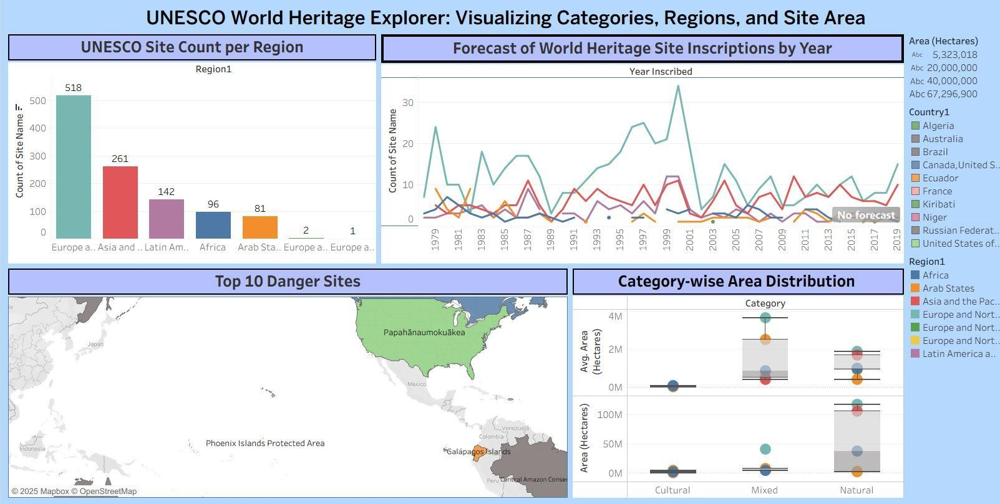 UNESCO World Heritage Explorer: Visualizing Categories, Regions, and Site Area
UNESCO Site Count per Region
Region1
Count of Site Name
500
400
300
200
100
0
518
261
142
96
81
2
1
Europe a..
Asia and ..
Latin Am..
Africa
Arab Sta..
Europe a..
Europe a..
Forecast of World Heritage Site Inscriptions by Year
Year Inscribed
Count of Site Name
30
20
10
0
No forecast
1979
1981
1983
1985
1987
1989
1991
1993
1995
1997
1999
2001
2003
2005
2007
2009
2011
2013
2015
2017
2019
Area (Hectares)
Abc 5,323,018
Abc 20,000,000
Abc 40,000,000
Abc 67,296,900
Country1
Algeria
Australia
Brazil
Canada,United S..
Ecuador
France
Kiribati
Niger
Russian Federat..
United States of..
Region1
Africa
Arab States
Asia and the Pac..
Europe and Nort..
Europe and Nort..
Europe and Nort..
Latin America a..
Top 10 Danger Sites
Japan
Papahānaumokuākea
Mexico
Venezuela
Colombia
Indonesia
Phoenix Islands Protected Area
Galápagos Islands
Peru
Central Amazon Conser
© 2025 Mapbox © OpenStreetMap
Category-wise Area Distribution
Category
Avg. Area
(Hectares)
4M
2M
0M
Area (Hectares)
100M
50M
0M
Cultural
Mixed
Natural